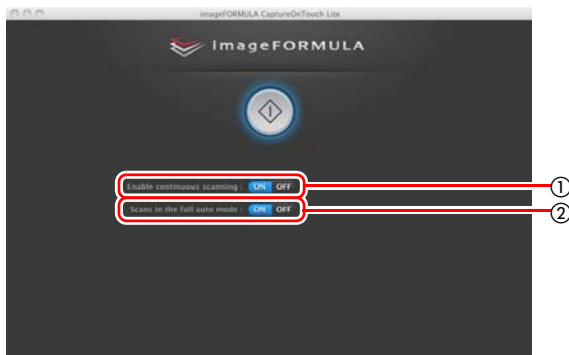 imageFORMULA CaptureOnTouch Lite
imageFORMULA
Enable continuous scanning : ON OFF
①
Scans in the full auto mode : ON OFF
②